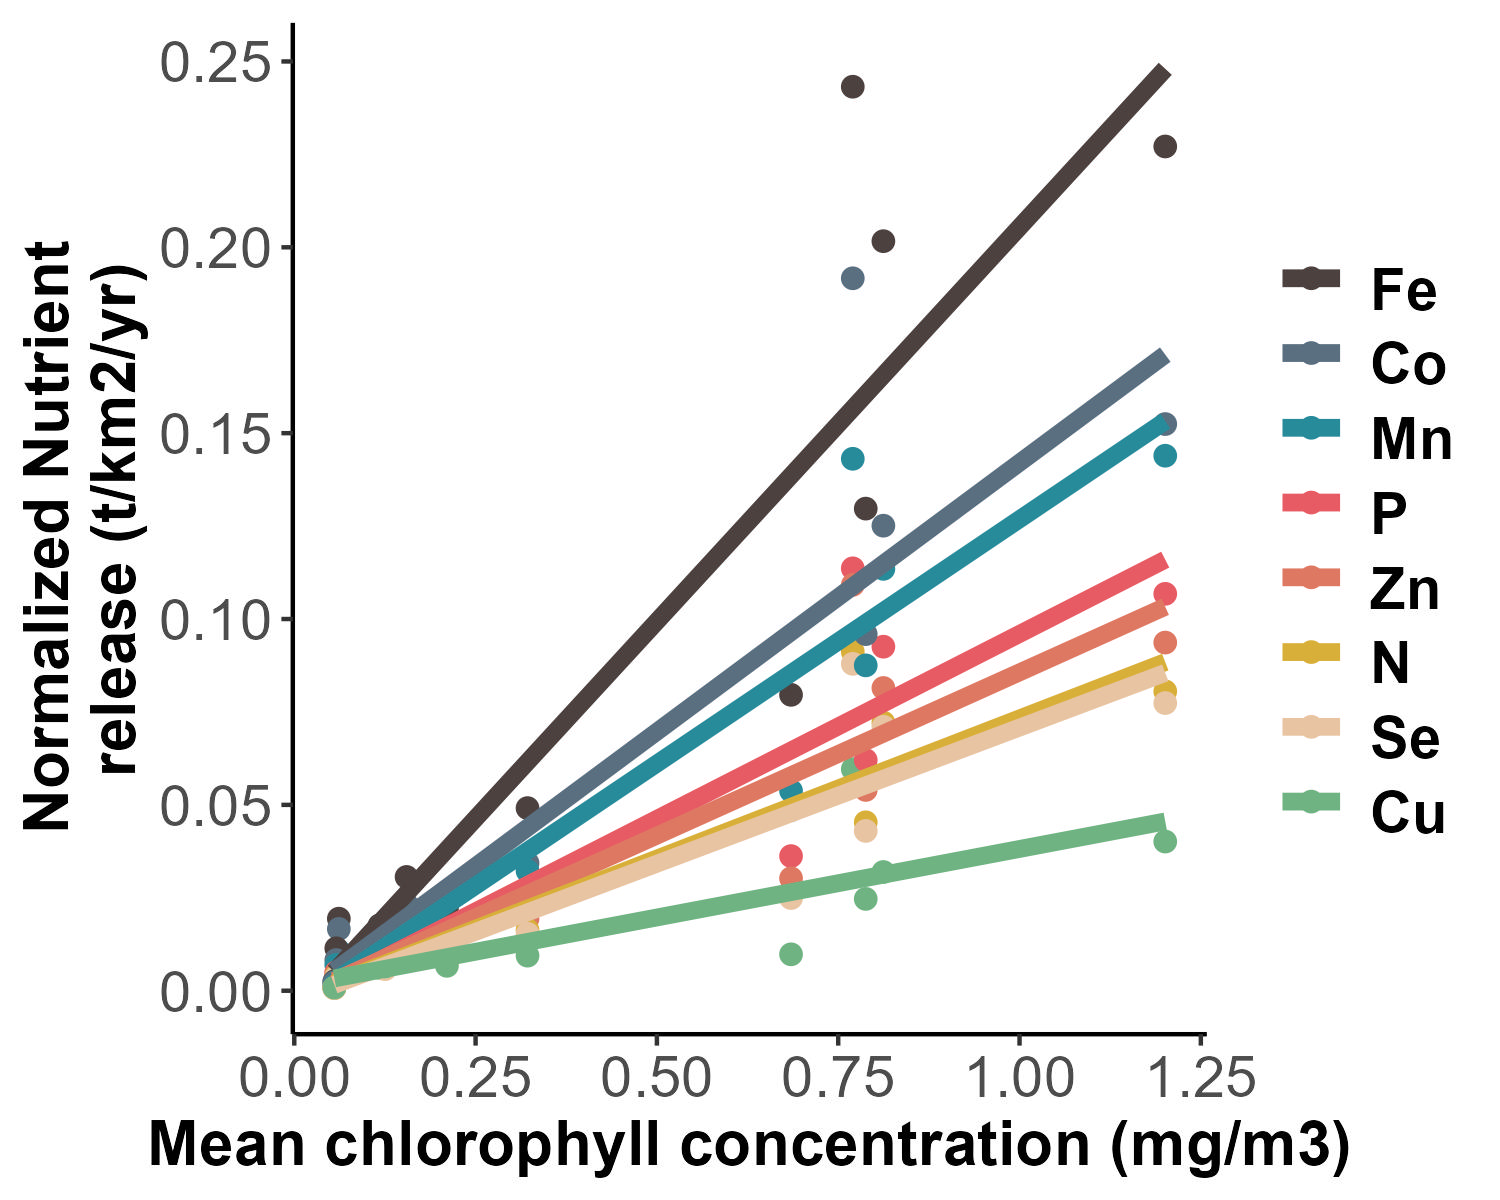 Normalized Nutrient
release (t/km2/yr)
0.25
0.20
0.15
0.10
0.05
0.00
0.00 0.25 0.50 0.75 1.00 1.25
Mean chlorophyll concentration (mg/m3)
Fe
Co
Mn
P
Zn
N
Se
Cu